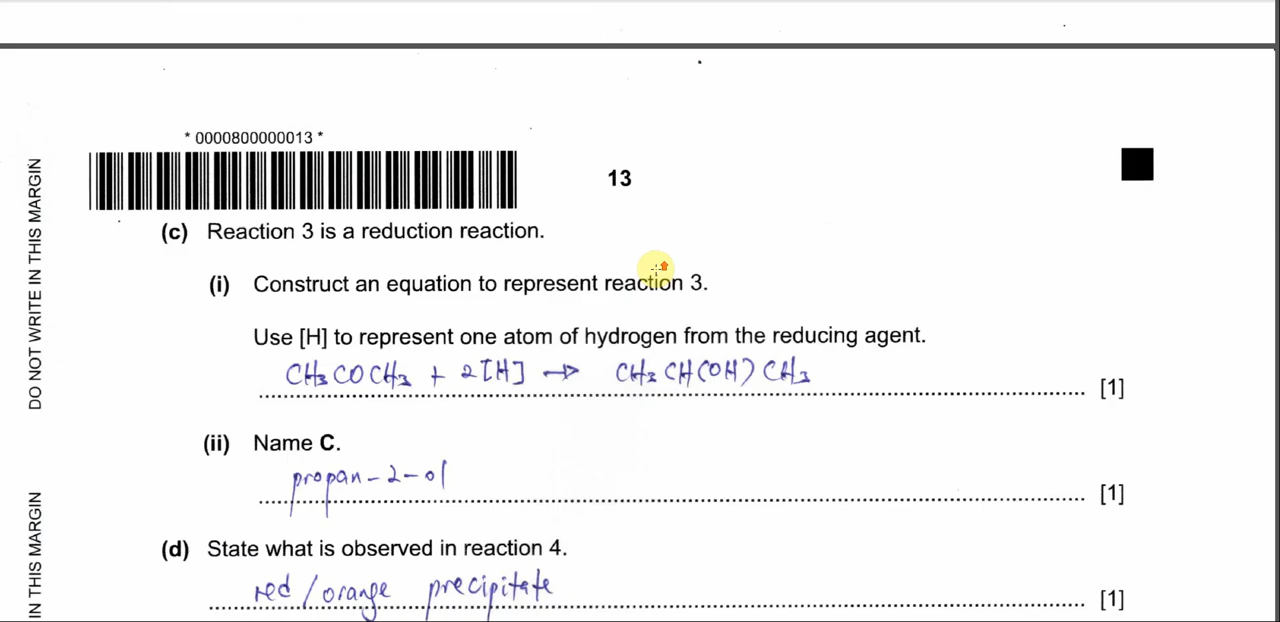 * 0000800000013 *
13
DO NOT WRITE IN THIS MARGIN
(c) Reaction 3 is a reduction reaction.
(i) Construct an equation to represent reaction 3.
Use [H] to represent one atom of hydrogen from the reducing agent.
CH3COCH3 + 2[H] → CH3CH(OH)CH3
[1]
(ii) Name C.
propan-2-ol
[1]
(d) State what is observed in reaction 4.
red / orange precipitate
[1]
IN THIS MARGIN